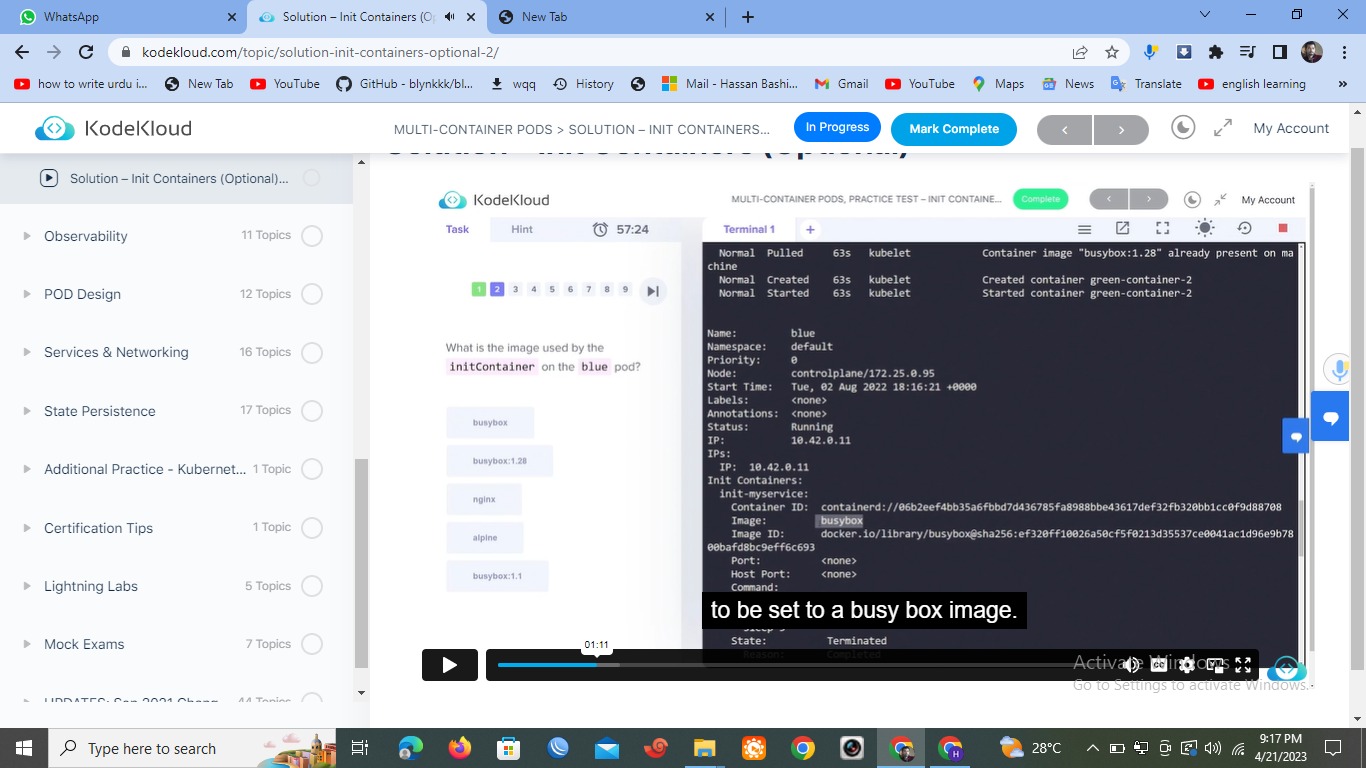 WhatsApp
Solution – Init Containers (O
New Tab
kodekloud.com/topic/solution-init-containers-optional-2/
how to write urdu i...
New Tab
YouTube
GitHub - blynkkk/bl...
wqq
History
Mail - Hassan Bashi...
Gmail
YouTube
Maps
News
Translate
english learning
»
KodeKloud
MULTI-CONTAINER PODS > SOLUTION – INIT CONTAINERS...
In Progress
Mark Complete
My Account
Solution – Init Containers (Optional)
Solution – Init Containers (Optional)...
Observability
11 Topics
POD Design
12 Topics
Services & Networking
16 Topics
State Persistence
17 Topics
Additional Practice - Kubernet...
1 Topic
Certification Tips
1 Topic
Lightning Labs
5 Topics
Mock Exams
7 Topics
UPDATES: Sep 2021 Chang
44 Topics
KodeKloud
MULTI-CONTAINER PODS, PRACTICE TEST – INIT CONTAINE...
Complete
My Account
Task
Hint
57:24
Terminal 1
+
1 2 3 4 5 6 7 8 9
What is the image used by the
initContainer on the blue pod?
busybox
busybox:1.28
nginx
alpine
busybox:1.1
Normal Pulled 63s kubelet Container image "busybox:1.28" already present on ma
chine
Normal Created 63s kubelet Created container green-container-2
Normal Started 63s kubelet Started container green-container-2
Name: blue
Namespace: default
Priority: 0
Node: controlplane/172.25.0.95
Start Time: Tue, 02 Aug 2022 18:16:21 +0000
Labels: <none>
Annotations: <none>
Status: Running
IP: 10.42.0.11
IPs:
IP: 10.42.0.11
Init Containers:
init-myservice:
Container ID: containerd://06b2eef4bb35a6fbbd7d436785fa8988bbe43617def32fb320bb1cc0f9d88708
Image: busybox
Image ID: docker.io/library/busybox@sha256:ef320ff10026a50cf5f0213d35537ce0041ac1d96e9b78
00bafd8bc9eff6c693
Port: <none>
Host Port: <none>
Command:
to be set to a busy box image.
State: Terminated
Reason: Completed
01:11
Activate Windows
Go to Settings to activate Windows.
Type here to search
28°C
9:17 PM
4/21/2023